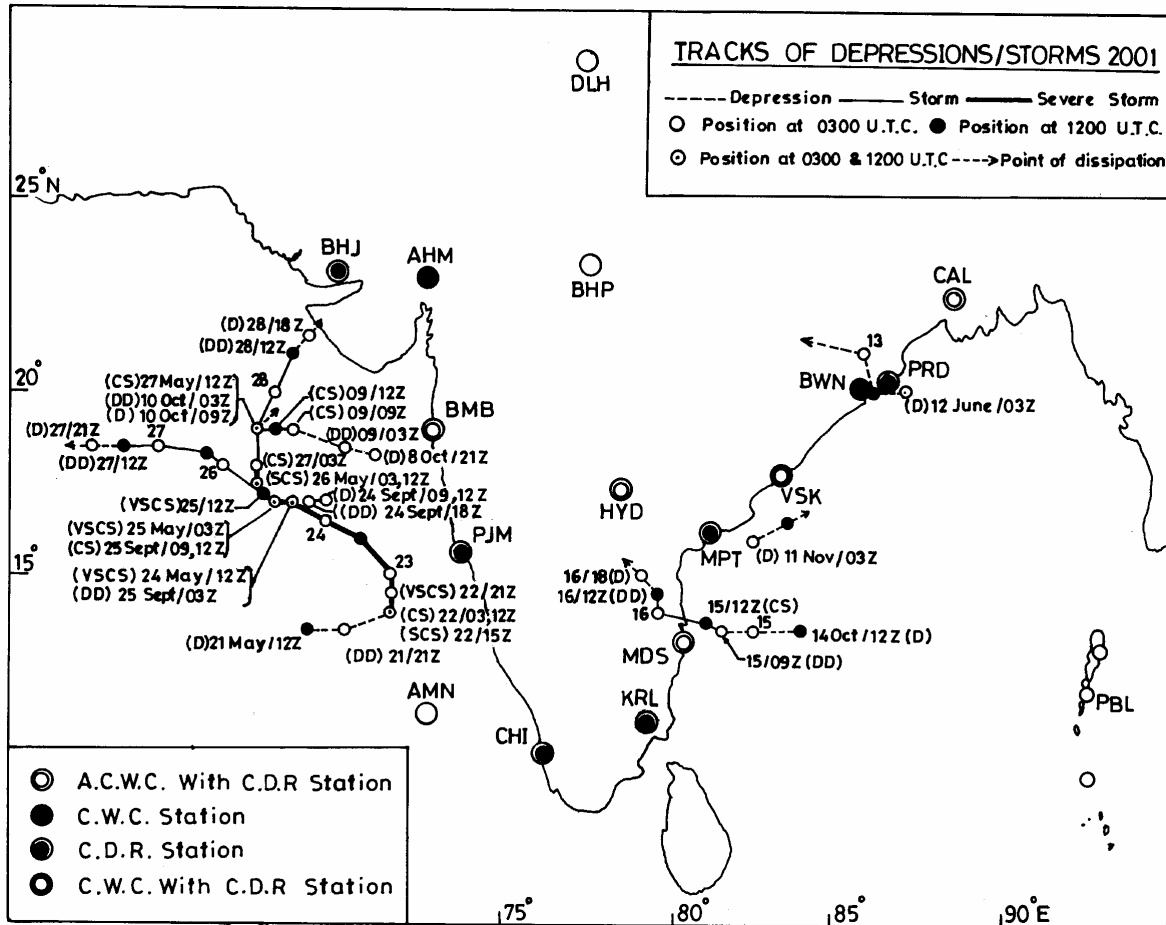 TRACKS OF DEPRESSIONS/STORMS 2001
Depression Storm Severe Storm
Position at 0300 U.T.C. Position at 1200 U.T.C.
Position at 0300 & 1200 U.T.C Point of dissipation
DLH
25°N
BHJ
AHM
BHP
CAL
(D) 28/18Z
(DD) 28/12Z
13
20°
28
BWN
PRD
(D) 12 June/03Z
(CS) 27 May/12Z
(DD) 10 Oct/03Z
(D) 10 Oct/09Z
(CS) 09/12Z
(CS) 09/09Z
BMB
(DD) 09/03Z
(D) 8 Oct/21Z
(D) 27/21Z
27
(DD) 27/12Z
26
(CS) 27/03Z
(SCS) 26 May/03,12Z
(VSCS) 25/12Z
(D) 24 Sept/09,12Z
(DD) 24 Sept/18Z
24
HYD
VSK
(VSCS) 25 May/03Z
(CS) 25 Sept/09,12Z
PJM
MPT
(D) 11 Nov/03Z
15°
23
(VSCS) 24 May/12Z
(DD) 25 Sept/03Z
(VSCS) 22/21Z
(CS) 22/03,12Z
(SCS) 22/15Z
(D) 21 May/12Z
(DD) 21/21Z
16/18(D)
16/12Z(DD)
16
15/12Z(CS)
15
14 Oct/12Z(D)
15/09Z(DD)
MDS
AMN
KRL
CHI
PBL
A.C.W.C. With C.D.R Station
C.W.C. Station
C.D.R. Station
C.W.C. With C.D.R Station
75°
80°
85°
90°E